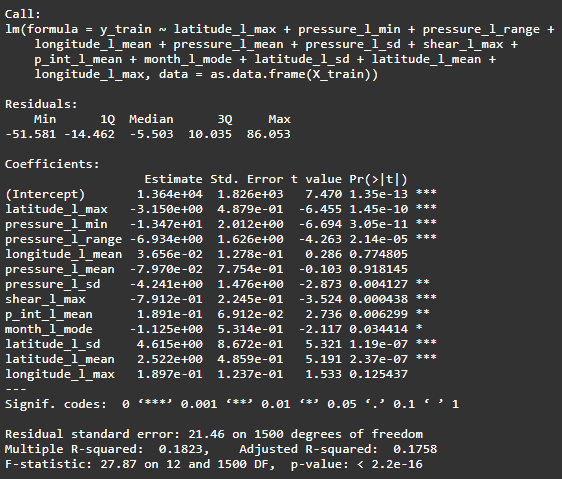 Call:
lm(formula = y_train ~ latitude_l_max + pressure_l_min + pressure_l_range +
    longitude_l_mean + pressure_l_mean + pressure_l_sd + shear_l_max +
    p_int_l_mean + month_l_mode + latitude_l_sd + latitude_l_mean +
    longitude_l_max, data = as.data.frame(X_train))
Residuals:
    Min      1Q  Median      3Q     Max
-51.581 -14.462  -5.503  10.035  86.053
Coefficients:
                   Estimate Std. Error t value Pr(>|t|)
(Intercept)       1.364e+04  1.826e+03   7.470 1.35e-13 ***
latitude_l_max   -3.150e+00  4.879e-01  -6.455 1.45e-10 ***
pressure_l_min   -1.347e+01  2.012e+00  -6.694 3.05e-11 ***
pressure_l_range -6.934e+00  1.626e+00  -4.263 2.14e-05 ***
longitude_l_mean  3.656e-02  1.278e-01   0.286 0.774805
pressure_l_mean  -7.970e-02  7.754e-01  -0.103 0.918145
pressure_l_sd    -4.241e+00  1.476e+00  -2.873 0.004127 **
shear_l_max      -7.912e-01  2.245e-01  -3.524 0.000438 ***
p_int_l_mean      1.891e-01  6.912e-02   2.736 0.006299 **
month_l_mode     -1.125e+00  5.314e-01  -2.117 0.034414 *
latitude_l_sd     4.615e+00  8.672e-01   5.321 1.19e-07 ***
latitude_l_mean   2.522e+00  4.859e-01   5.191 2.37e-07 ***
longitude_l_max   1.897e-01  1.237e-01   1.533 0.125437
---
Signif. codes:  0 ‘***’ 0.001 ‘**’ 0.01 ‘*’ 0.05 ‘.’ 0.1 ‘ ’ 1
Residual standard error: 21.46 on 1500 degrees of freedom
Multiple R-squared:  0.1823,    Adjusted R-squared:  0.1758
F-statistic: 27.87 on 12 and 1500 DF,  p-value: < 2.2e-16